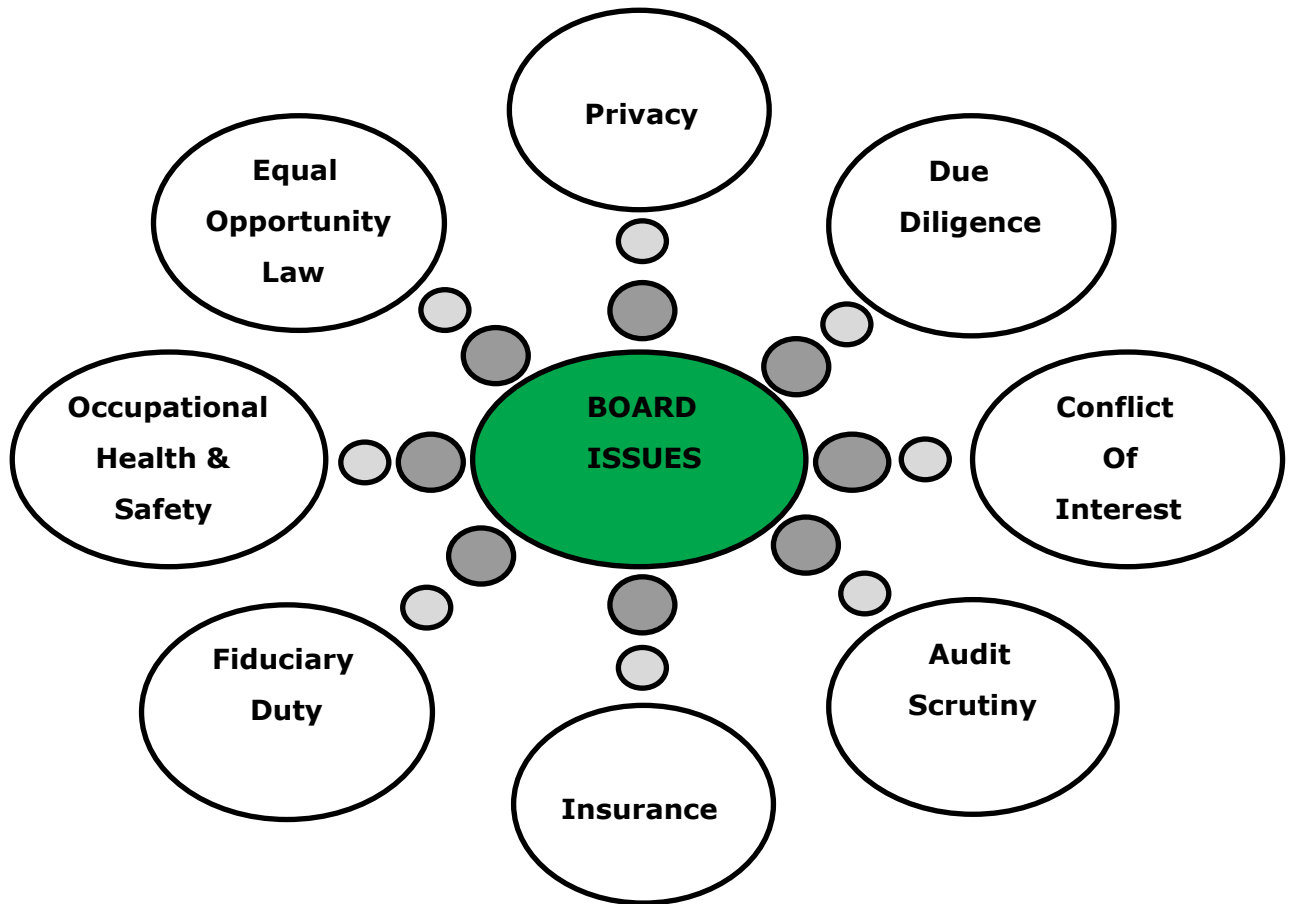 Privacy
Equal
Opportunity
Law
Due
Diligence
Occupational
Health &
Safety
BOARD
ISSUES
Conflict
Of
Interest
Fiduciary
Duty
Audit
Scrutiny
Insurance